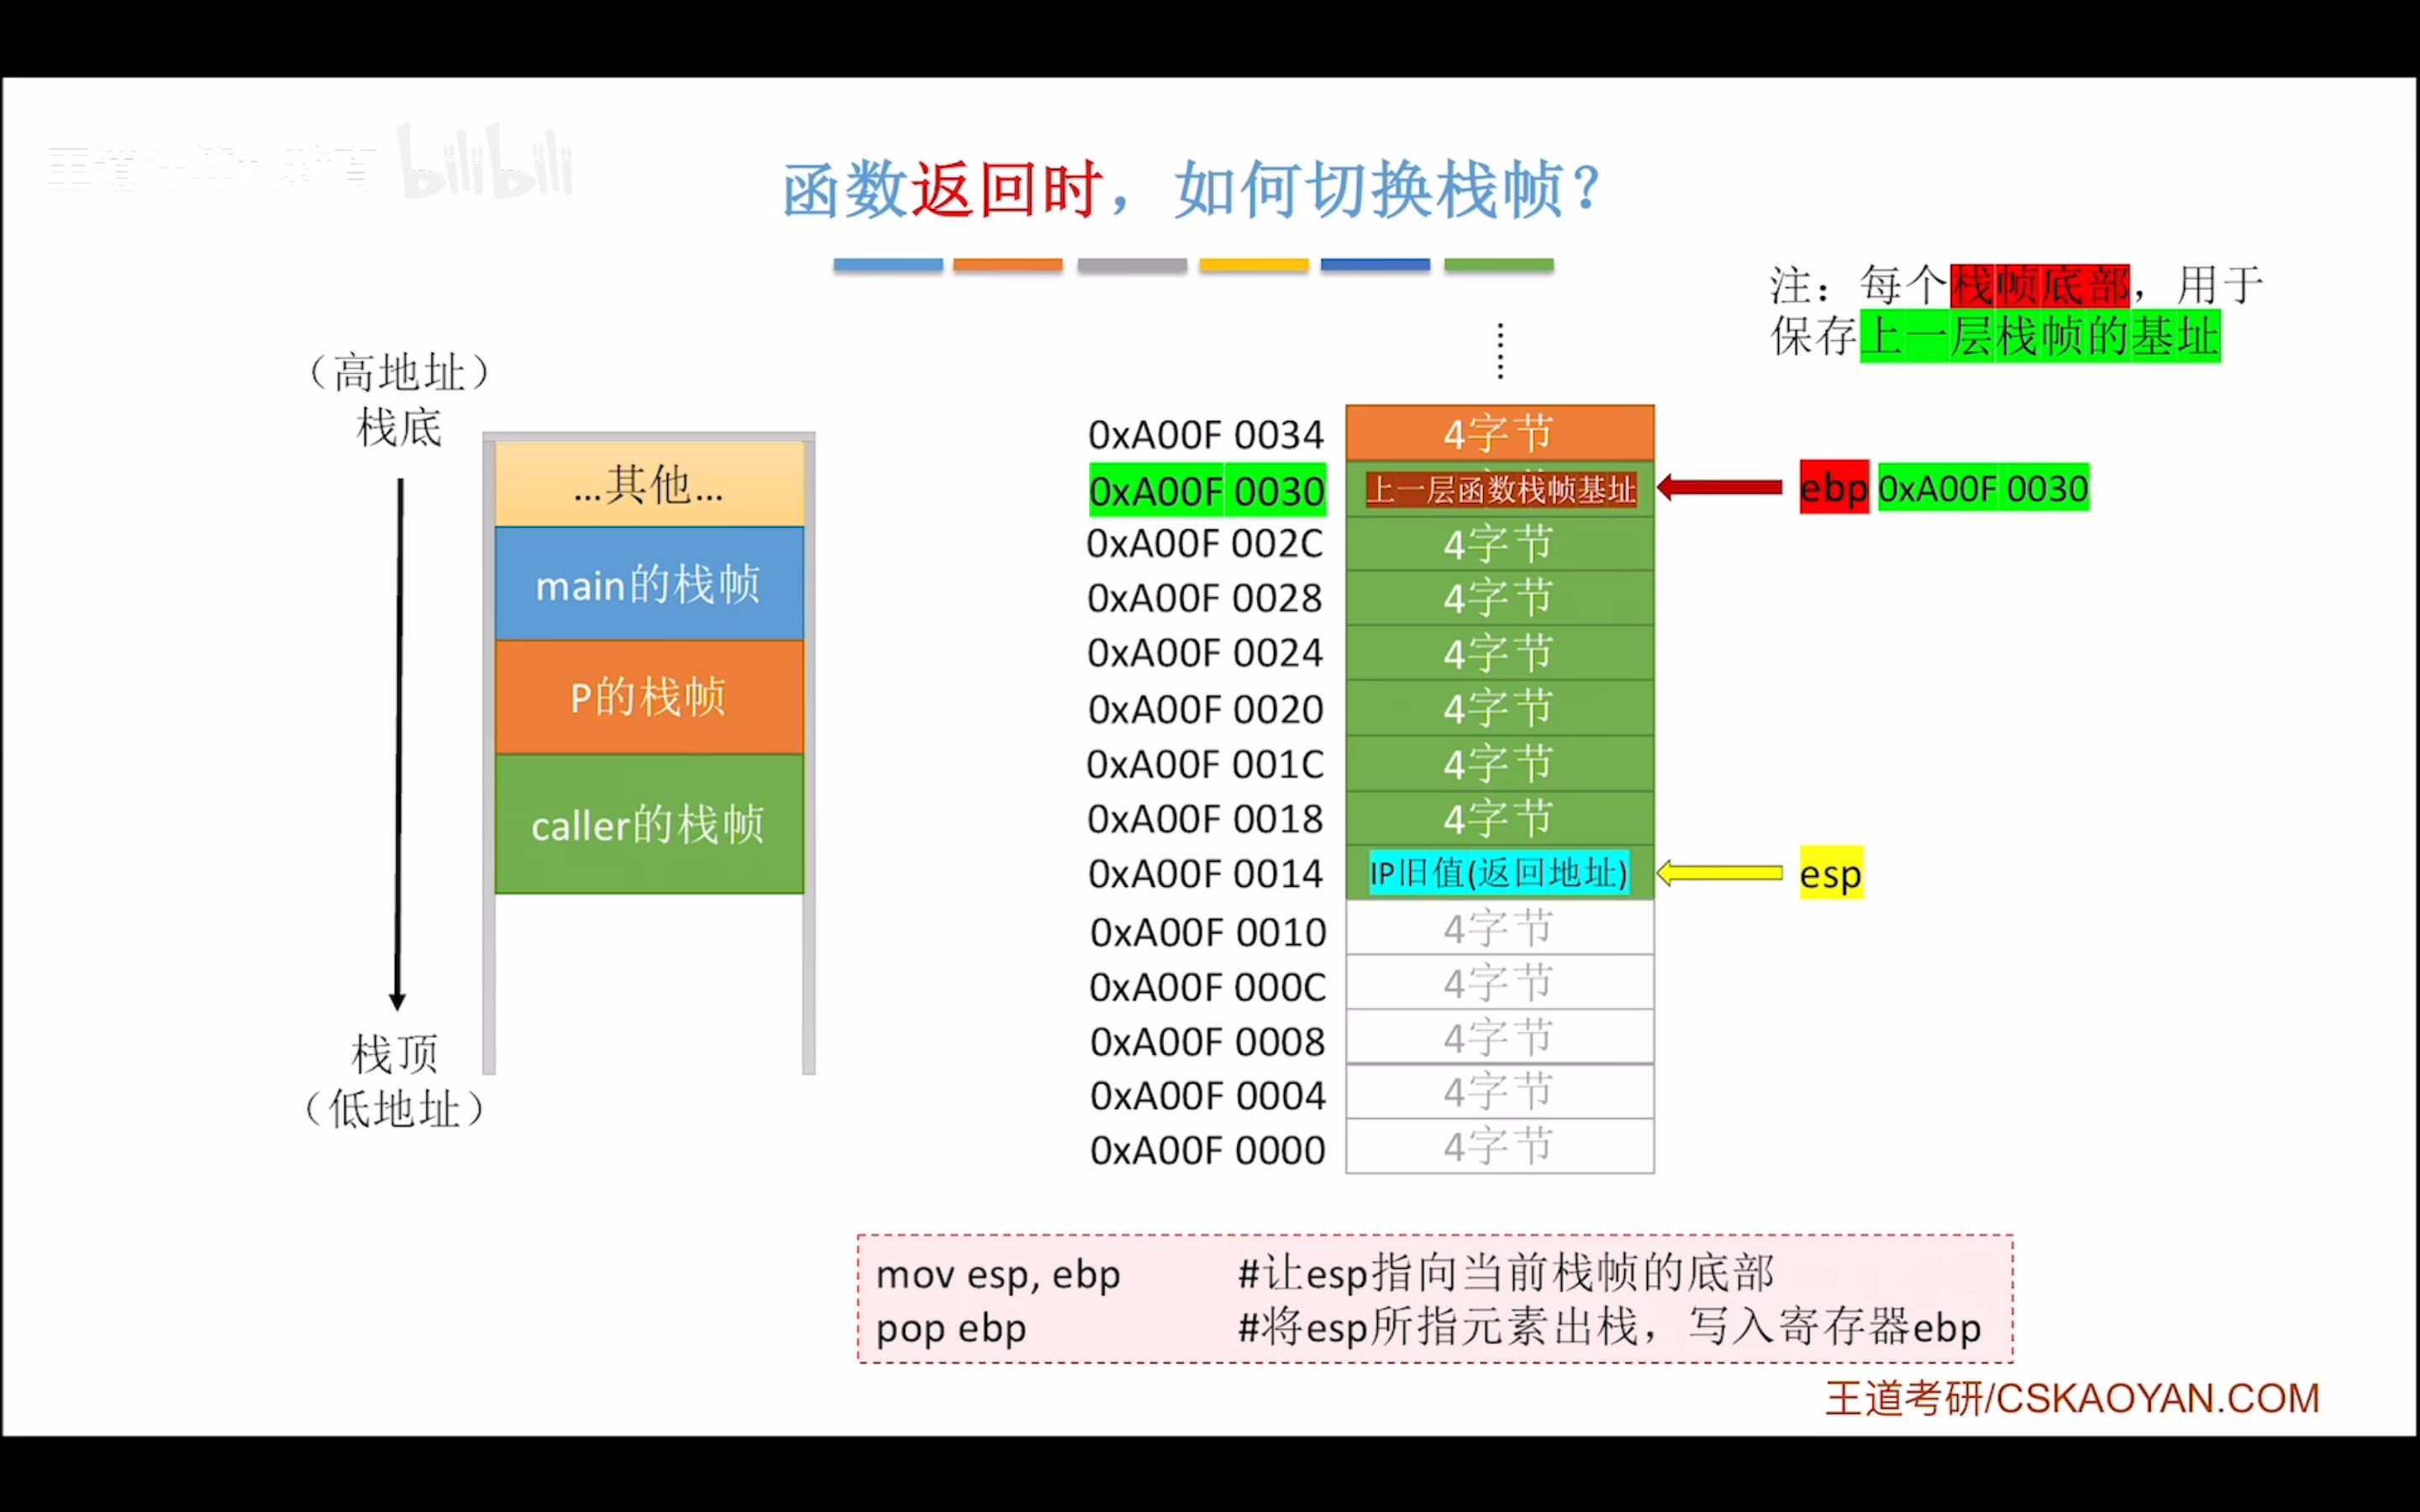 bilibili
函数返回时，如何切换栈帧？
注：每个栈帧底部，用于
保存上一层栈帧的基址
（高地址）
栈底
…其他…
main的栈帧
P的栈帧
caller的栈帧
栈顶
（低地址）
0xA00F 0034 4字节
0xA00F 0030 上一层函数栈帧基址 ebp 0xA00F 0030
0xA00F 002C 4字节
0xA00F 0028 4字节
0xA00F 0024 4字节
0xA00F 0020 4字节
0xA00F 001C 4字节
0xA00F 0018 4字节
0xA00F 0014 IP旧值(返回地址) esp
0xA00F 0010 4字节
0xA00F 000C 4字节
0xA00F 0008 4字节
0xA00F 0004 4字节
0xA00F 0000 4字节
mov esp, ebp #让esp指向当前栈帧的底部
pop ebp #将esp所指元素出栈，写入寄存器ebp
王道考研/CSKAOYAN.COM